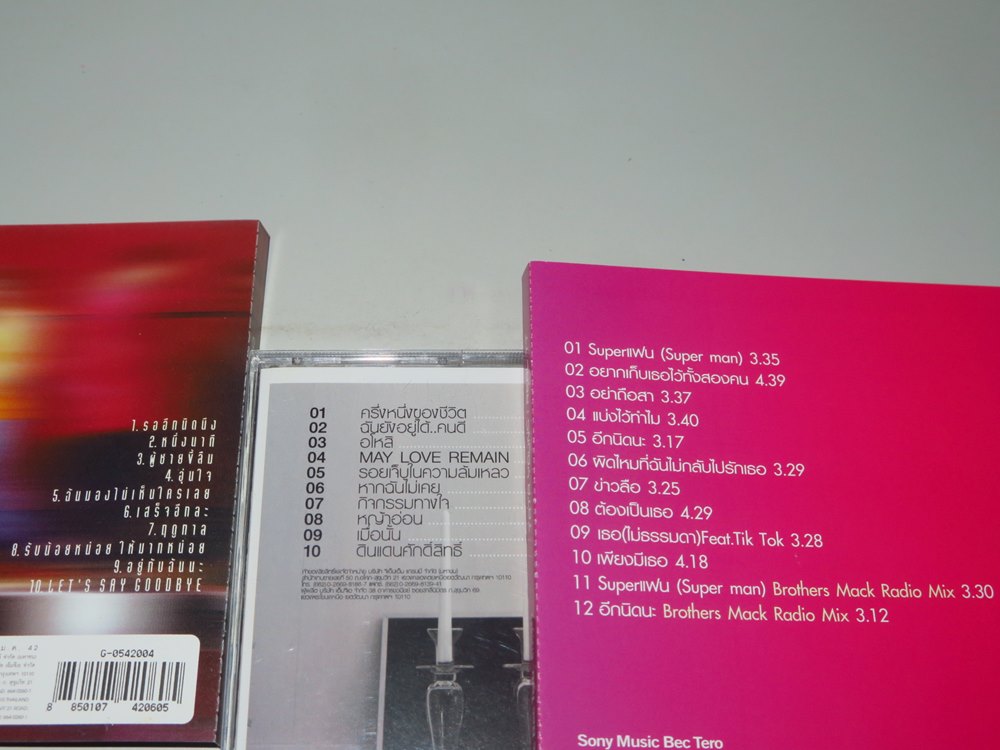 1.รออีกนิดนึง
2.หนึ่งนาที
3.ผู้ชายขี้ลืม
4.อุ่นใจ
5.ฉันมองไม่เห็นใครเลย
6.เสร็จอีกละ
7.ฤดูกาล
8.รับน้อยหน่อย ให้มากหน่อย
9.อยู่กับฉันนะ
10.LET'S SAY GOODBYE
G-0542004
8 850107 420605
01 ครึ่งหนึ่งของชีวิต
02 ฉันยังอยู่ได้..คนดี
03 อโหสิ
04 MAY LOVE REMAIN
05 รอยเจ็บในความล้มเหลว
06 หากฉันไม่เคย
07 กิจกรรมทางใจ
08 หญ้าอ่อน
09 เมื่อนั้น
10 ดินแดนศักดิ์สิทธิ์
01 Superแฟน (Super man) 3.35
02 อยากเก็บเธอไว้ทั้งสองคน 4.39
03 อย่าถือสา 3.37
04 แบ่งไว้ทำไม 3.40
05 อีกนิดนะ 3.17
06 ผิดไหมที่ฉันไม่กลับไปรักเธอ 3.29
07 ข่าวลือ 3.25
08 ต้องเป็นเธอ 4.29
09 เธอ(ไม่ธรรมดา)Feat.Tik Tok 3.28
10 เพียงมีเธอ 4.18
11 Superแฟน (Super man) Brothers Mack Radio Mix 3.30
12 อีกนิดนะ Brothers Mack Radio Mix 3.12
Sony Music Bec Tero